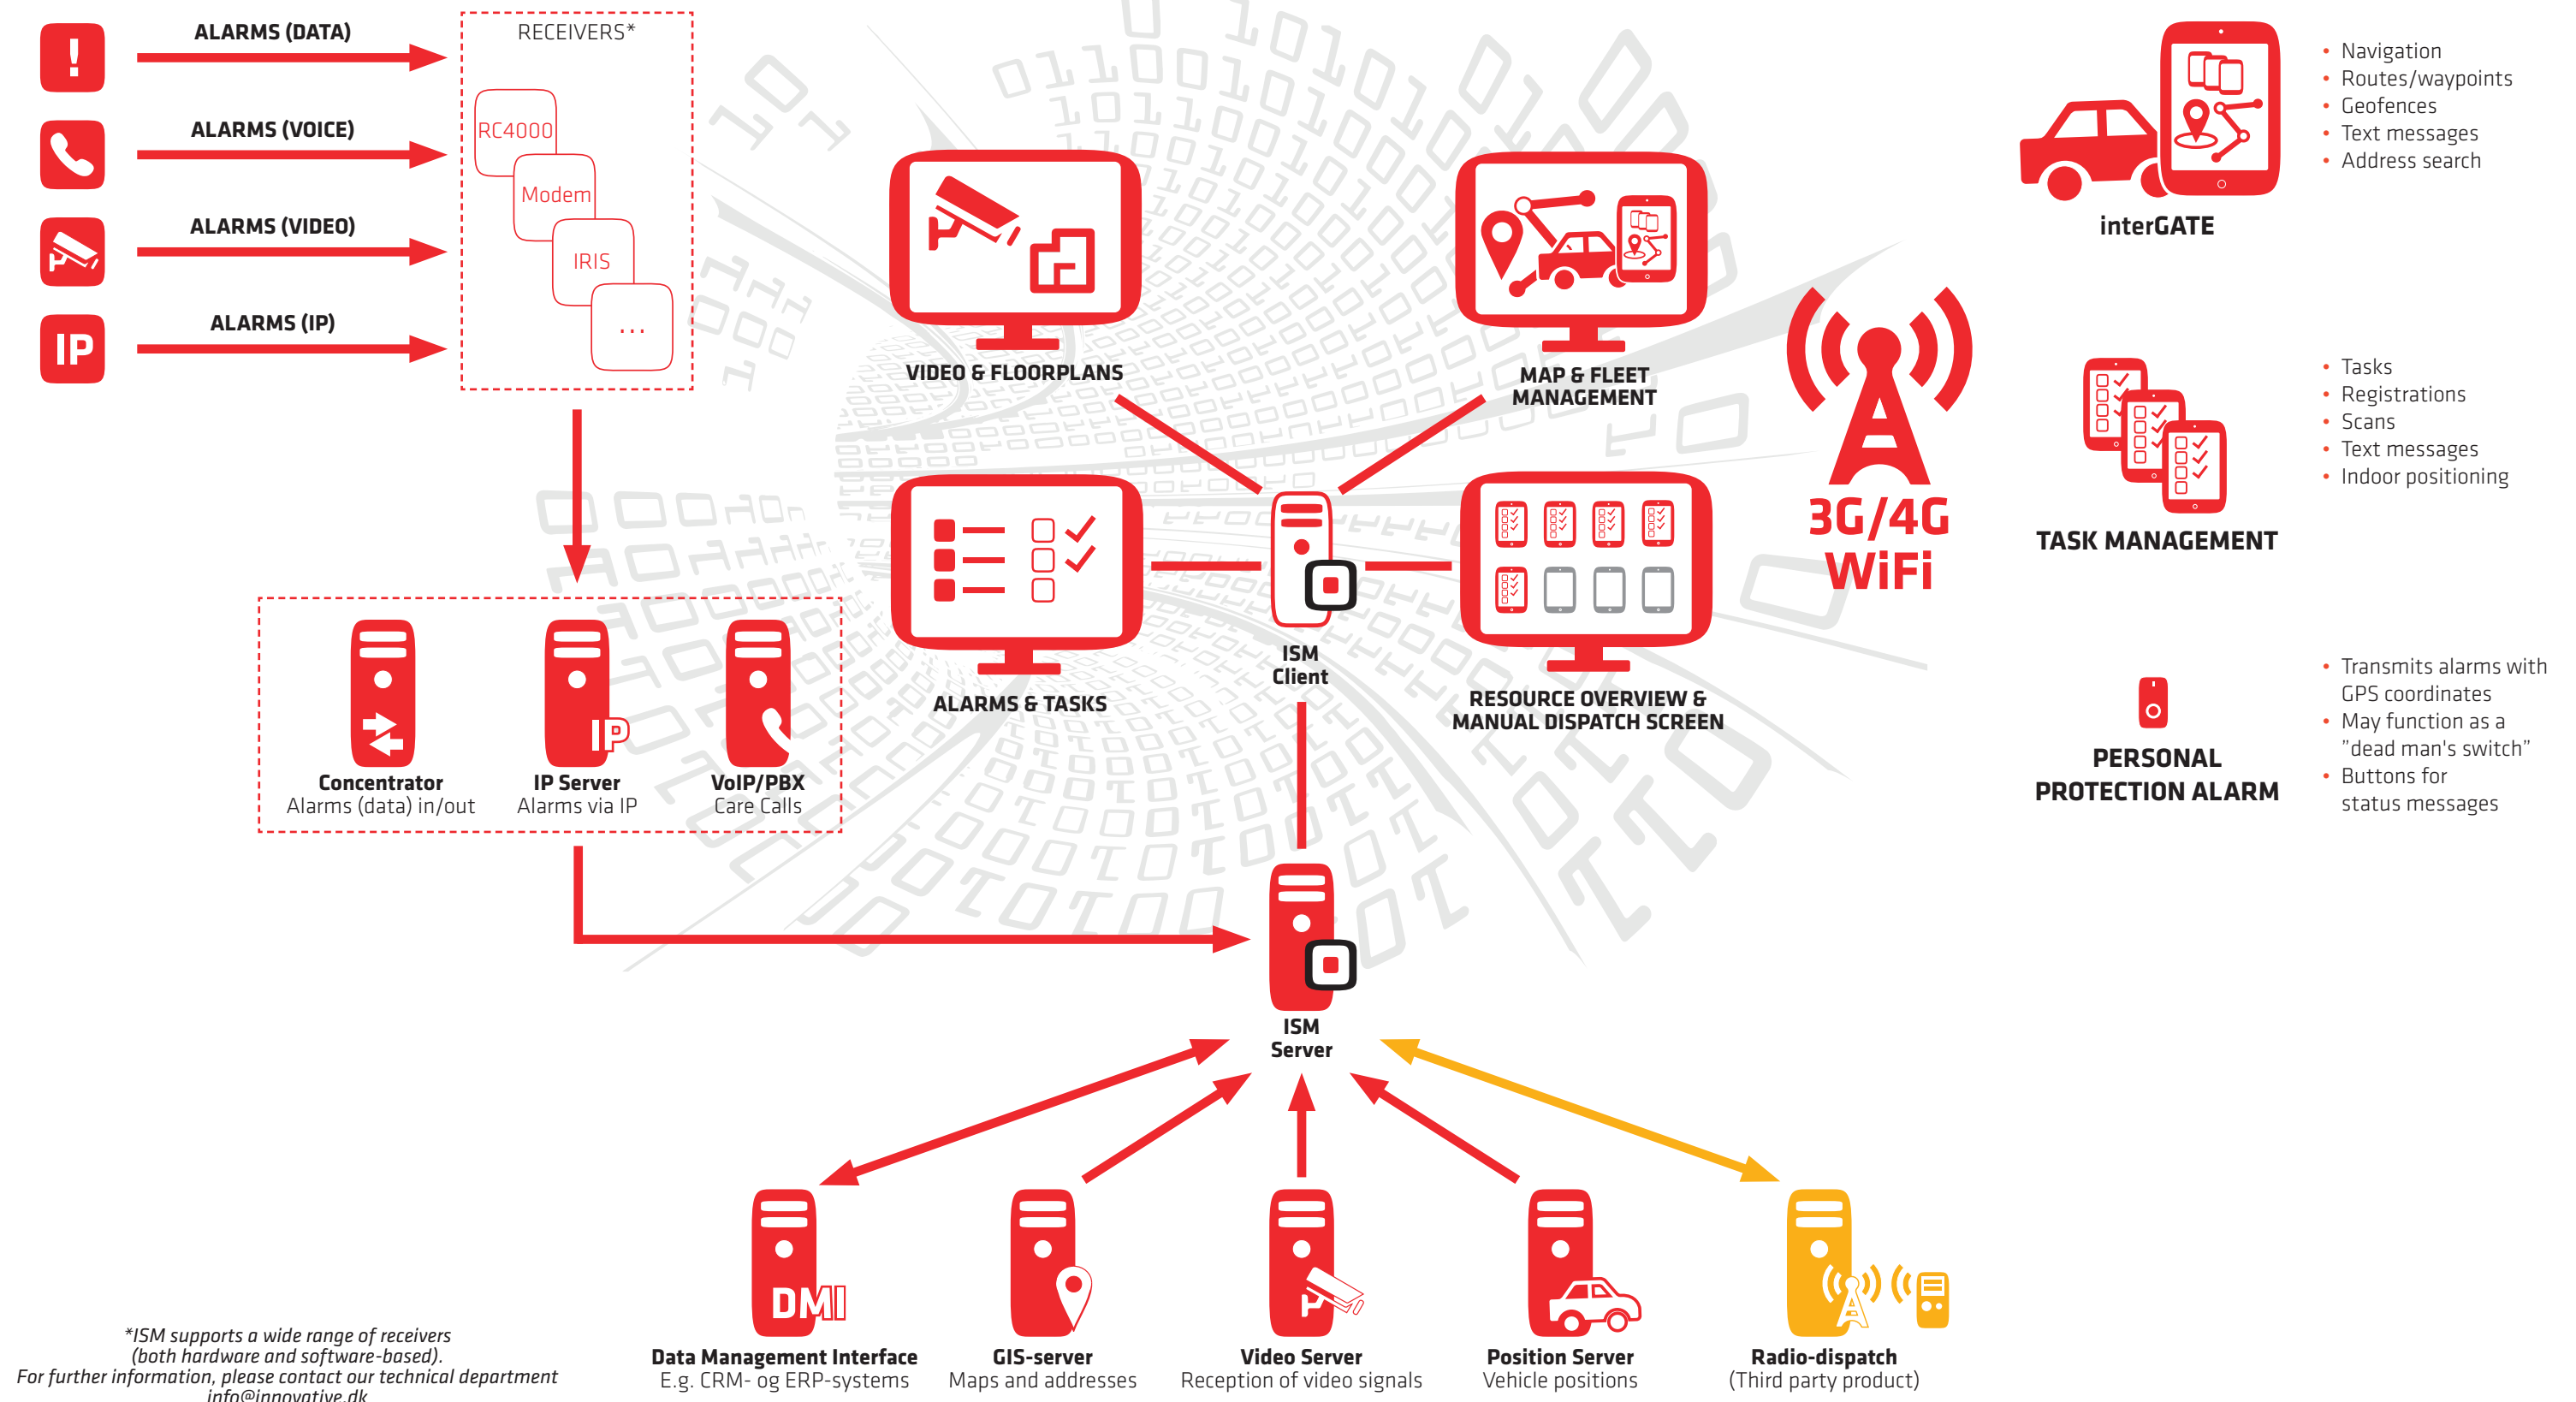 !
ALARMS (DATA)
ALARMS (VOICE)
ALARMS (VIDEO)
IP
ALARMS (IP)
RECEIVERS*
RC4000
Modem
IRIS
...
Concentrator
Alarms (data) in/out
IP
IP Server
Alarms via IP
VoIP/PBX
Care Calls
VIDEO & FLOORPLANS
MAP & FLEET
MANAGEMENT
ALARMS & TASKS
ISM
Client
RESOURCE OVERVIEW &
MANUAL DISPATCH SCREEN
3G/4G
WiFi
interGATE
• Navigation
• Routes/waypoints
• Geofences
• Text messages
• Address search
TASK MANAGEMENT
• Tasks
• Registrations
• Scans
• Text messages
• Indoor positioning
PERSONAL
PROTECTION ALARM
• Transmits alarms with
GPS coordinates
• May function as a
”dead man's switch”
• Buttons for
status messages
ISM
Server
DMI
Data Management Interface
E.g. CRM- og ERP-systems
GIS-server
Maps and addresses
Video Server
Reception of video signals
Position Server
Vehicle positions
Radio-dispatch
(Third party product)
*ISM supports a wide range of receivers
(both hardware and software-based).
For further information, please contact our technical department
info@innovative.dk